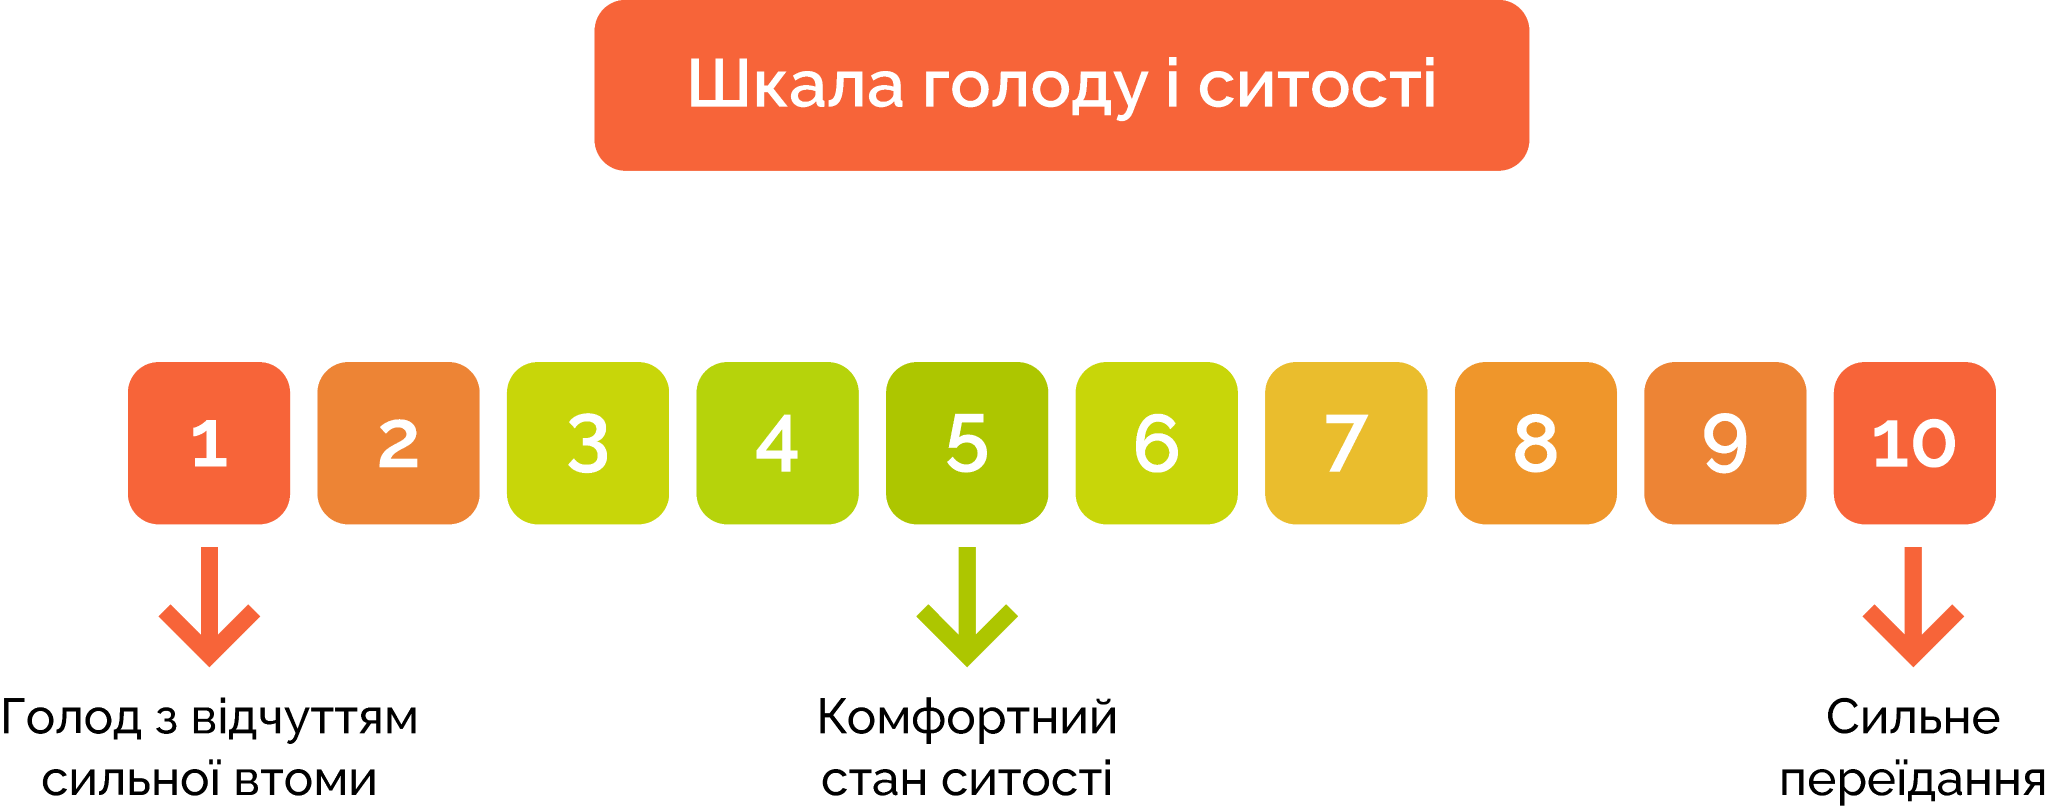 Шкала голоду і ситості
1 2 3 4 5 6 7 8 9 10
Голод з відчуттям
сильної втоми
Комфортний
стан ситості
Сильне
переїдання